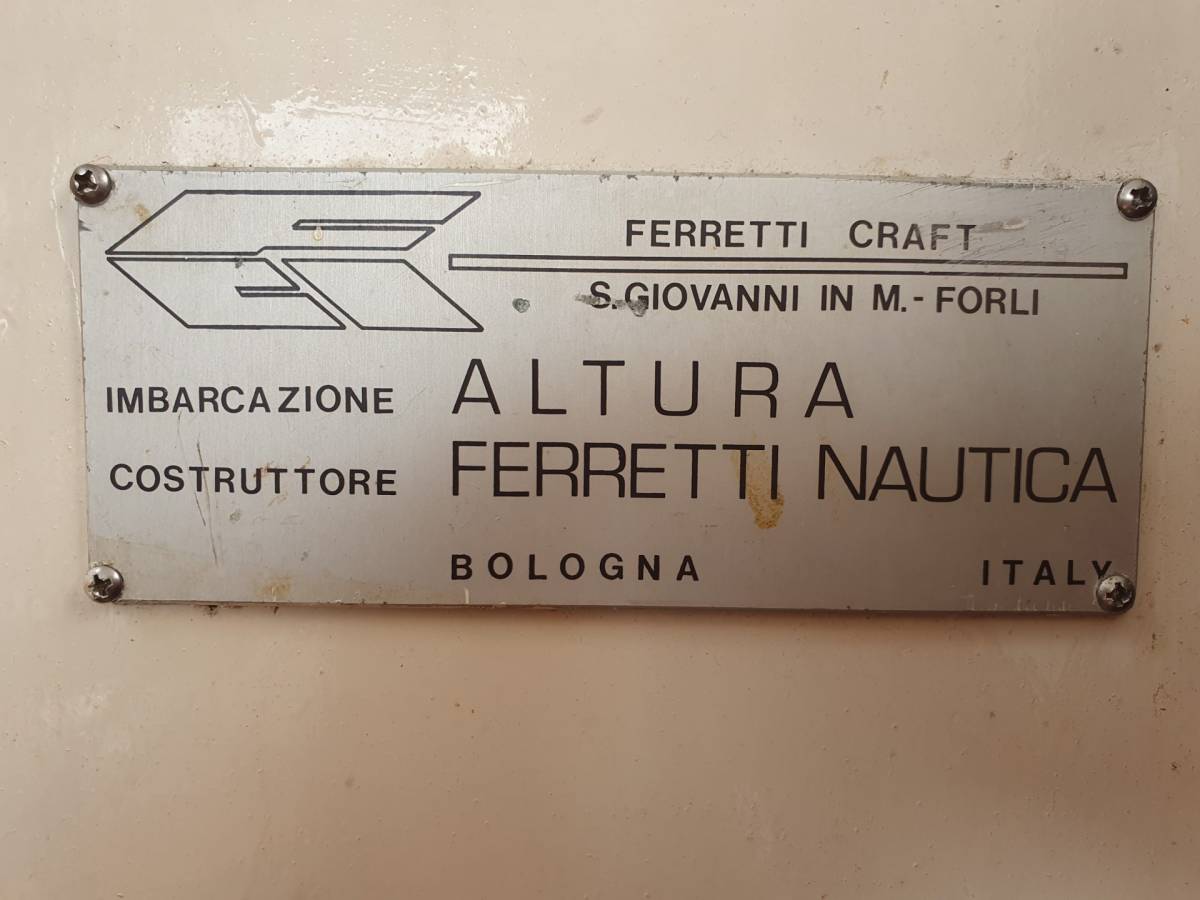 FERRETTI CRAFT
S.GIOVANNI IN M.-FORLI
IMBARCAZIONE ALTURA
COSTRUTTORE FERRETTI NAUTICA
BOLOGNA ITALY